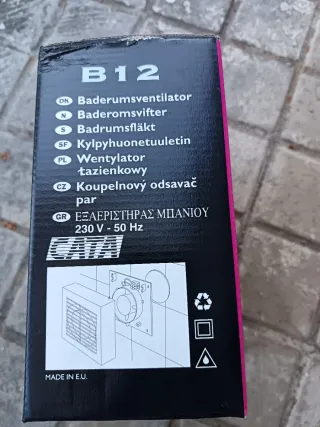 B12
DN Baderumsventilator
N Baderomsvifter
S Badrumsfläkt
SF Kylpyhuonetuuletin
PL Wentylator
łazienkowy
CZ Koupelnový odsavač
par
GR ΕΞΑΕΡΙΣΤΗΡΑΣ ΜΠΑΝΙΟΥ
230 V - 50 Hz
CATA
MADE IN E.U.